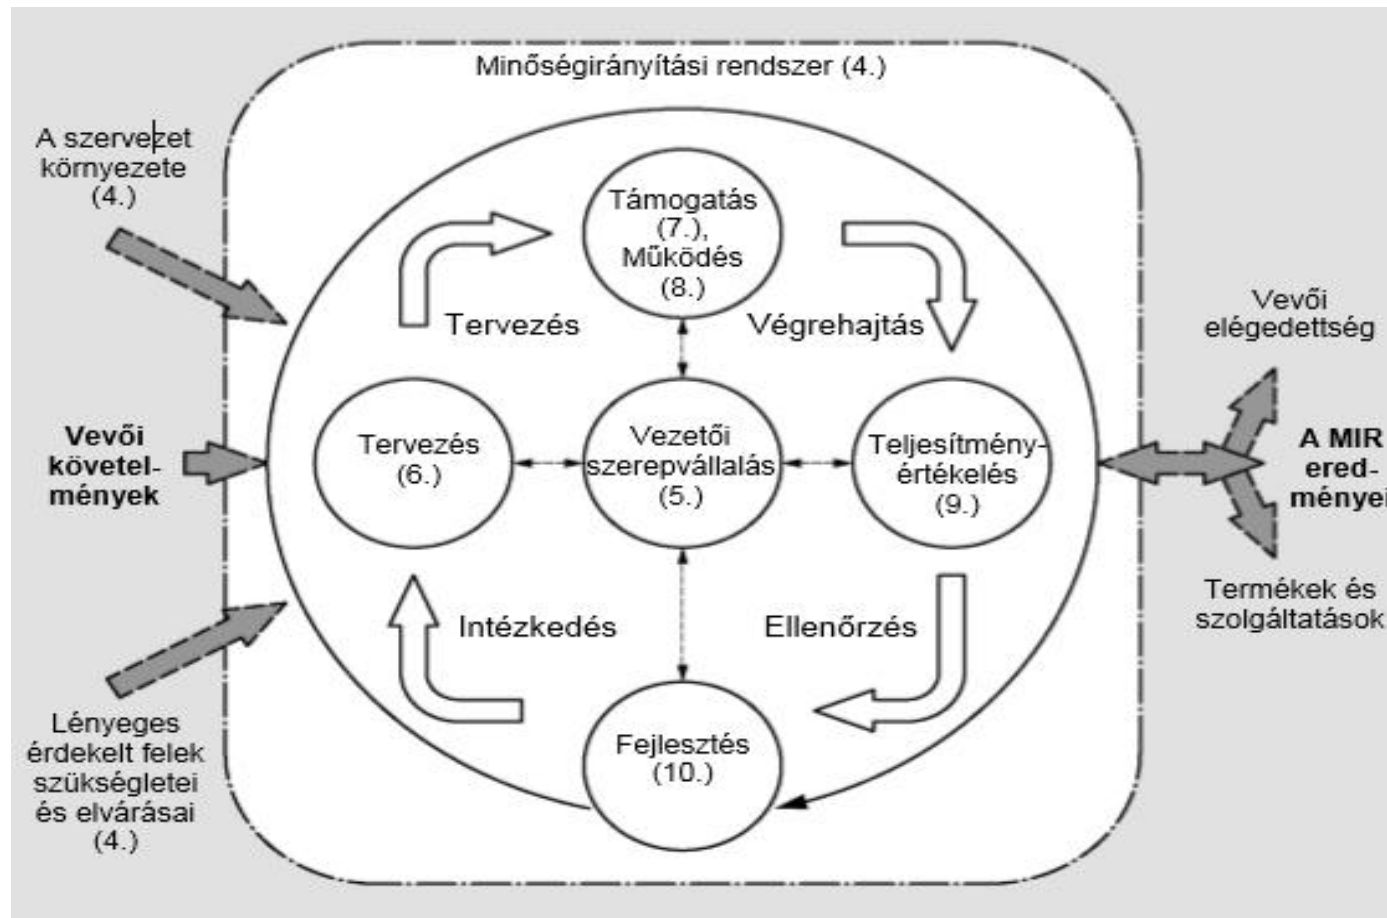 Minőségirányítási rendszer (4.)
A szervezet
környezete
(4.)
Támogatás
(7.),
Működés
(8.)
Tervezés
Végrehajtás
Vevői
elégedettség
Vevői
követel-
mények
Tervezés
(6.)
Vezetői
szerepvállalás
(5.)
Teljesítmény-
értékelés
(9.)
A MIR
ered-
ményei
Intézkedés
Ellenőrzés
Termékek és
szolgáltatások
Lényeges
érdekelt felek
szükségletei
és elvárásai
(4.)
Fejlesztés
(10.)